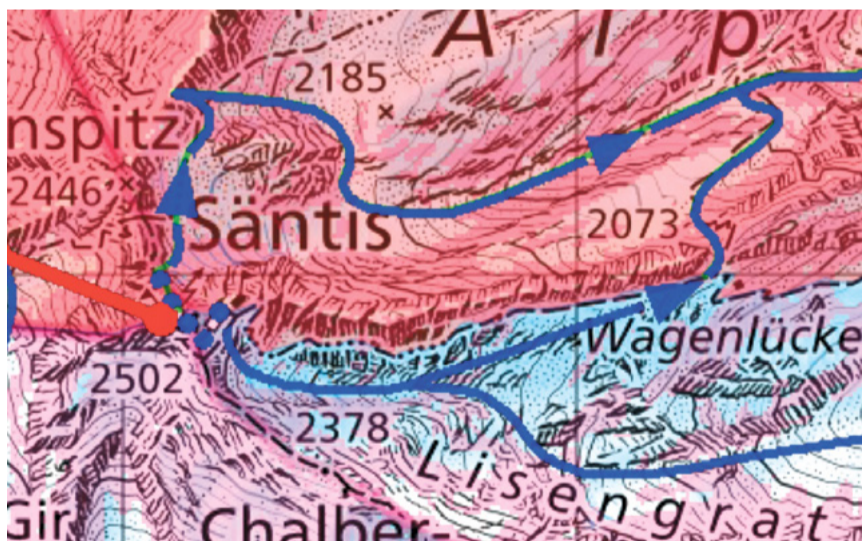 A l p
2185
nspitz
2446
Säntis
2073
Wagenlücke
2502
2378
Lisengrat
Gir
Chalber-